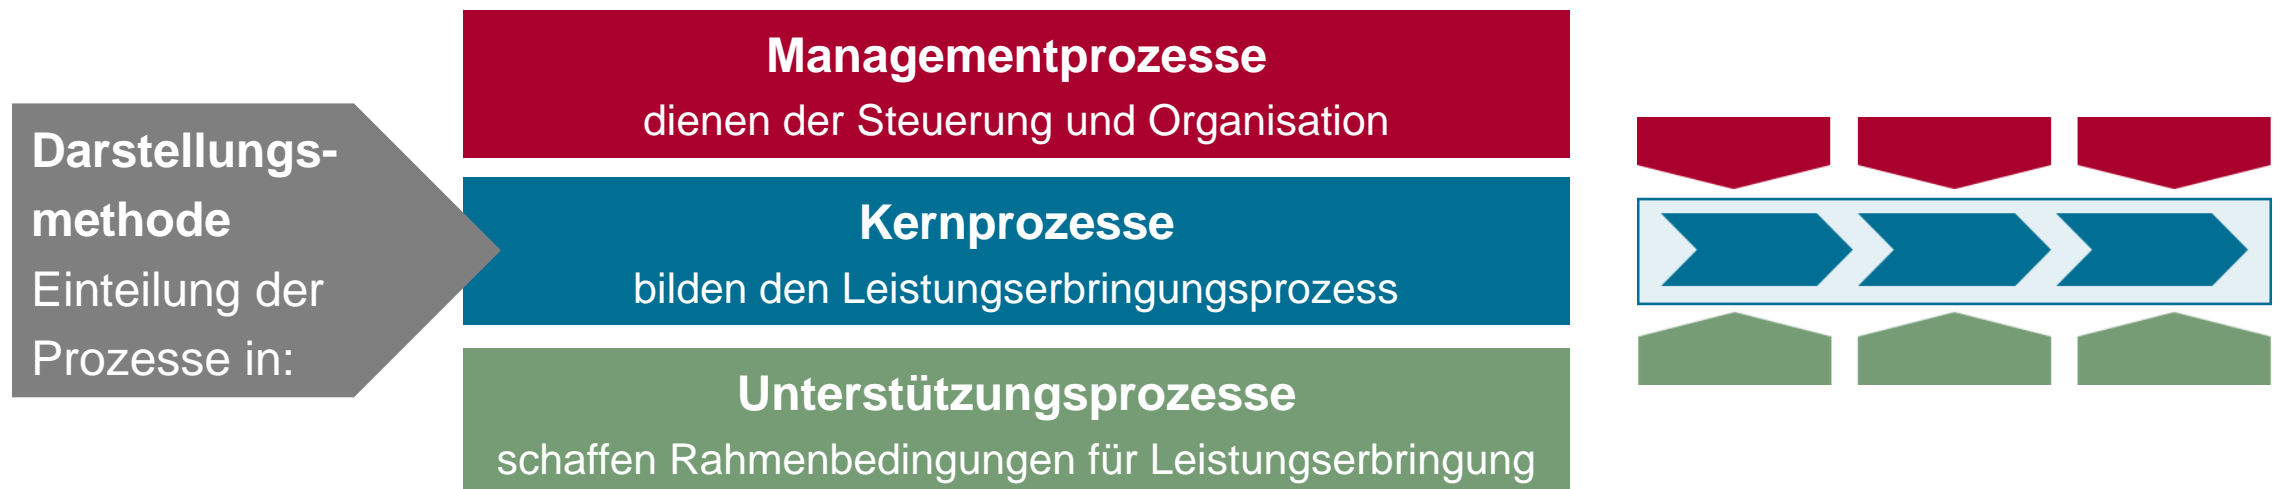 Darstellungs-
methode
Einteilung der
Prozesse in:
Managementprozesse
dienen der Steuerung und Organisation
Kernprozesse
bilden den Leistungserbringungsprozess
Unterstützungsprozesse
schaffen Rahmenbedingungen für Leistungserbringung